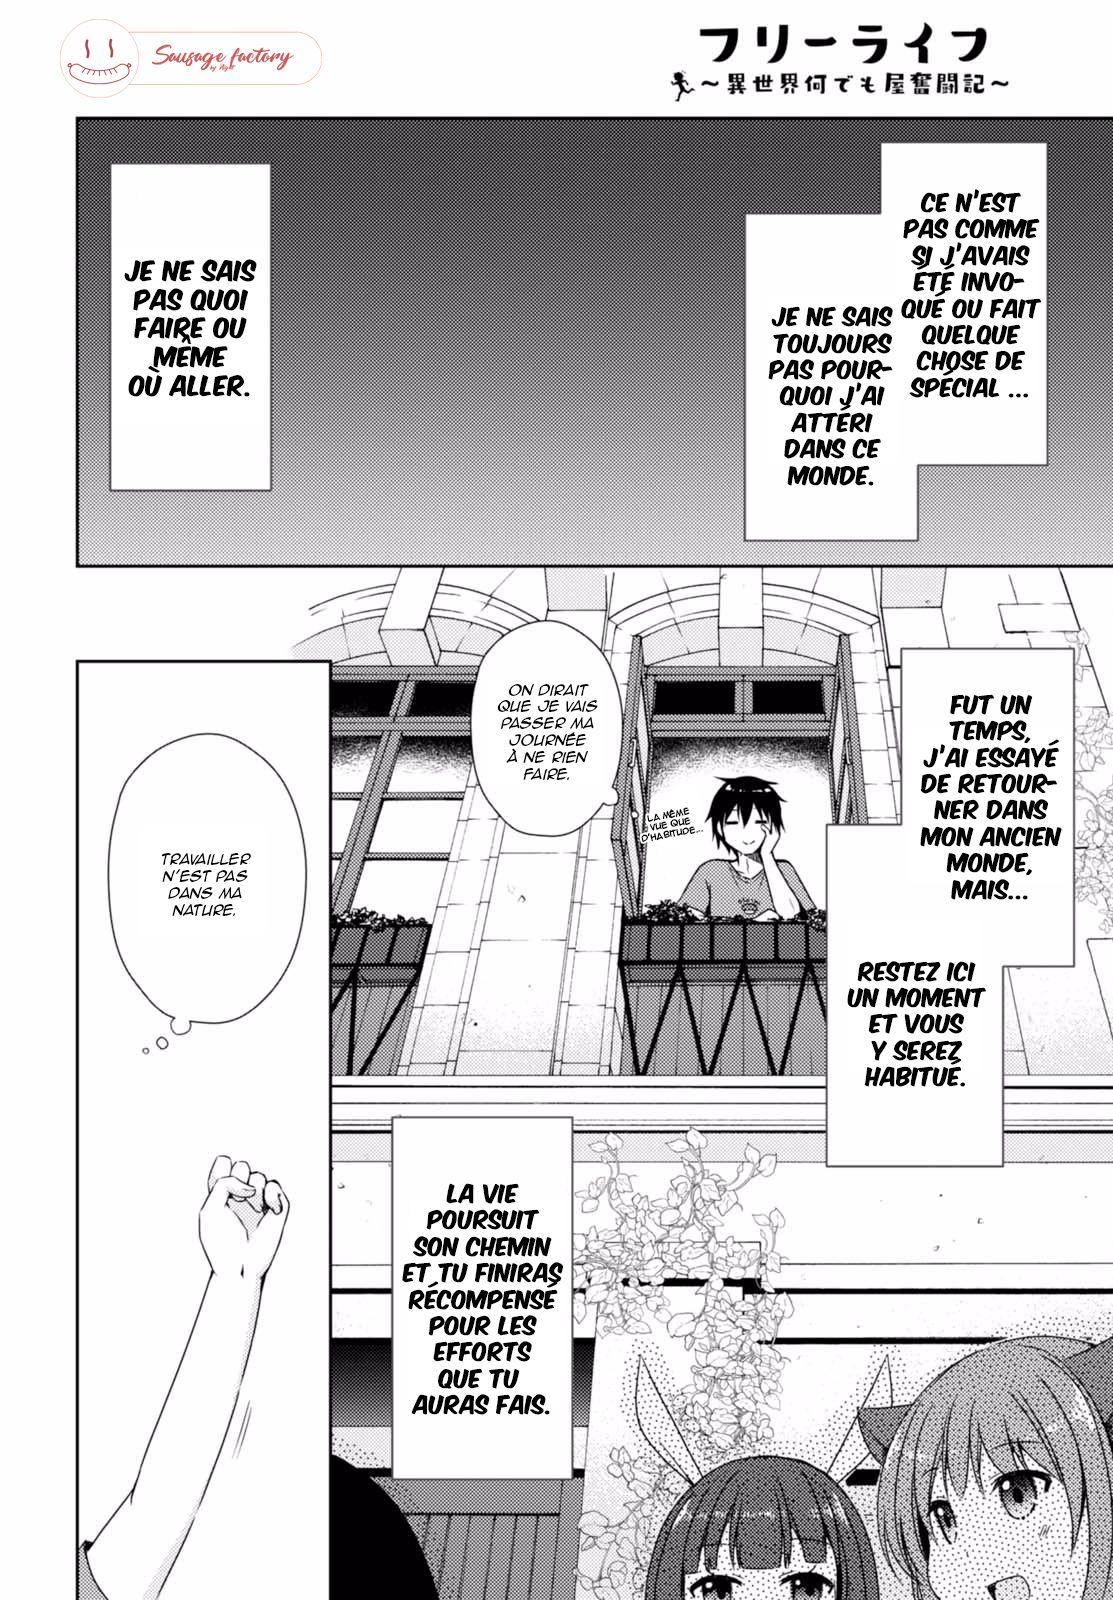 Sausage factory
by Night
フリーライフ
～異世界何でも屋奮闘記～
CE N'EST
PAS COMME
SI J'AVAIS
ÉTÉ INVO-
QUÉ OU FAIT
QUELQUE
CHOSE DE
SPÉCIAL ...
JE NE SAIS
TOUJOURS
PAS POUR-
QUOI J'AI
ATTÉRI
DANS CE
MONDE.
JE NE SAIS
PAS QUOI
FAIRE OU
MÊME
OÙ ALLER.
FUT UN
TEMPS,
J'AI ESSAYÉ
DE RETOUR-
NER DANS
MON ANCIEN
MONDE,
MAIS...
RESTEZ ICI
UN MOMENT
ET VOUS
Y SEREZ
HABITUÉ.
LA MÊME
VUE QUE
D'HABITUDE...
ON DIRAIT
QUE JE VAIS
PASSER MA
JOURNÉE
À NE RIEN
FAIRE.
TRAVAILLER
N'EST PAS
DANS MA
NATURE.
LA VIE
POURSUIT
SON CHEMIN
ET TU FINIRAS
RÉCOMPENSÉ
POUR LES
EFFORTS
QUE TU
AURAS FAIS.